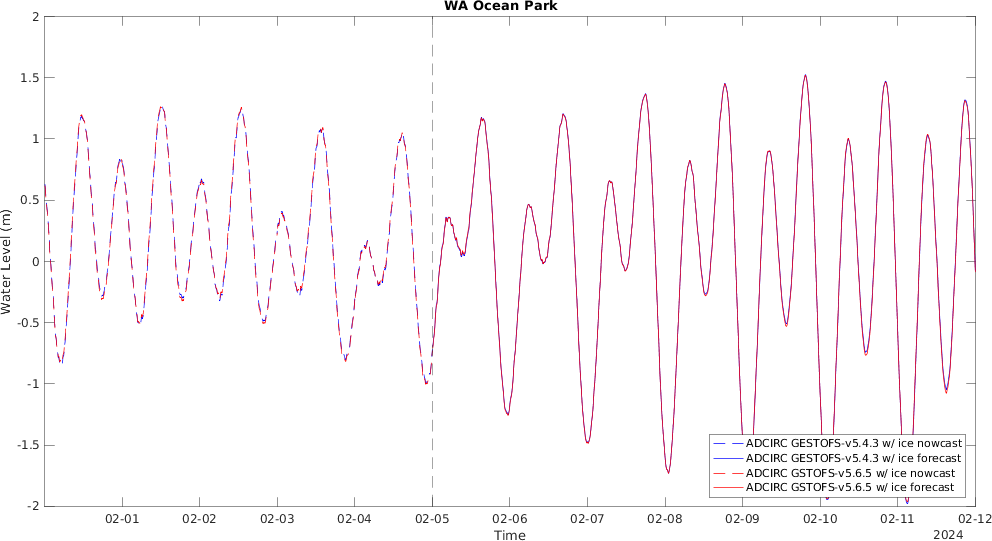 WA Ocean Park
2
1.5
1
0.5
0
-0.5
-1
-1.5
-2
Water Level (m)
02-01 02-02 02-03 02-04 02-05 02-06 02-07 02-08 02-09 02-10 02-11 02-12
Time
2024
ADCIRC GESTOFS-v5.4.3 w/ ice nowcast
ADCIRC GESTOFS-v5.4.3 w/ ice forecast
ADCIRC GSTOFS-v5.6.5 w/ ice nowcast
ADCIRC GSTOFS-v5.6.5 w/ ice forecast